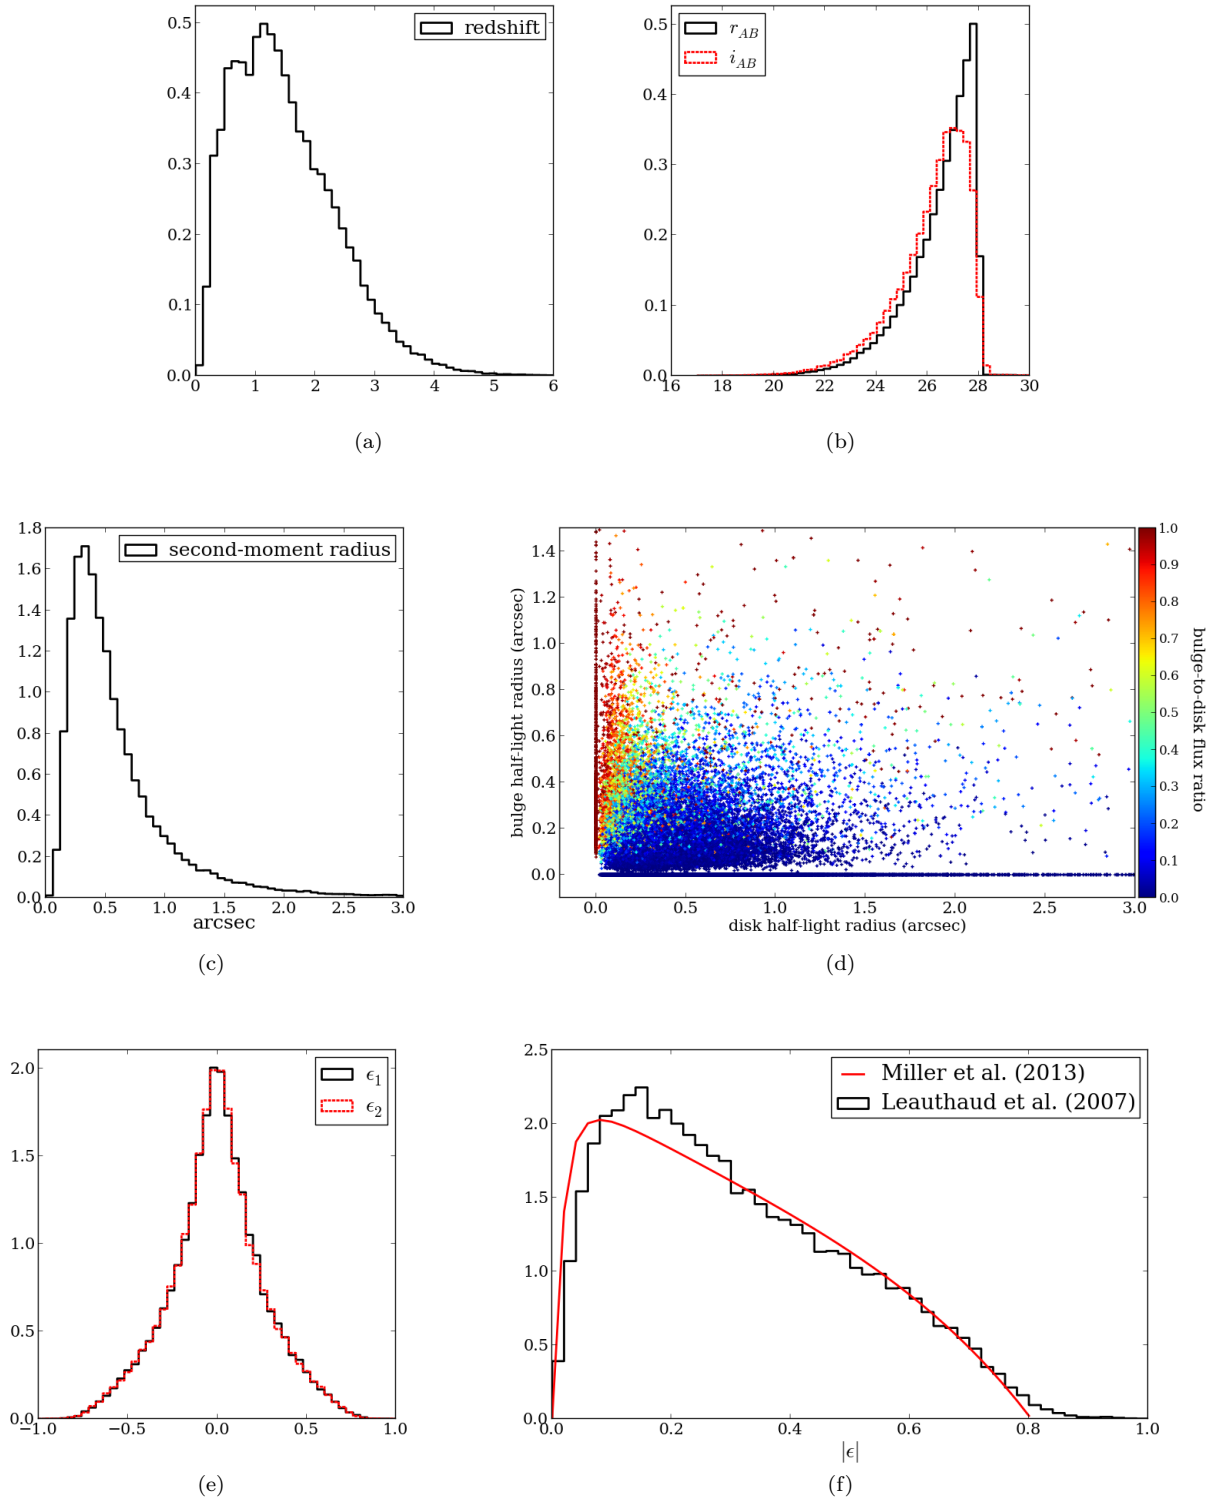 redshift
0.5
0.4
0.3
0.2
0.1
0.0
0 1 2 3 4 5 6
(a)
r_AB
i_AB
0.5
0.4
0.3
0.2
0.1
0.0
16 18 20 22 24 26 28 30
(b)
second-moment radius
1.8
1.6
1.4
1.2
1.0
0.8
0.6
0.4
0.2
0.0
0.0 0.5 1.0 1.5 2.0 2.5 3.0
arcsec
(c)
bulge half-light radius (arcsec)
1.4
1.2
1.0
0.8
0.6
0.4
0.2
0.0
0.0 0.5 1.0 1.5 2.0 2.5 3.0
disk half-light radius (arcsec)
1.0
0.9
0.8
0.7
0.6
0.5
0.4
0.3
0.2
0.1
0.0
bulge-to-disk flux ratio
(d)
ϵ₁
ϵ₂
2.0
1.5
1.0
0.5
0.0
−1.0 −0.5 0.0 0.5 1.0
(e)
Miller et al. (2013)
Leauthaud et al. (2007)
2.5
2.0
1.5
1.0
0.5
0.0
0.0 0.2 0.4 0.6 0.8 1.0
|ϵ|
(f)